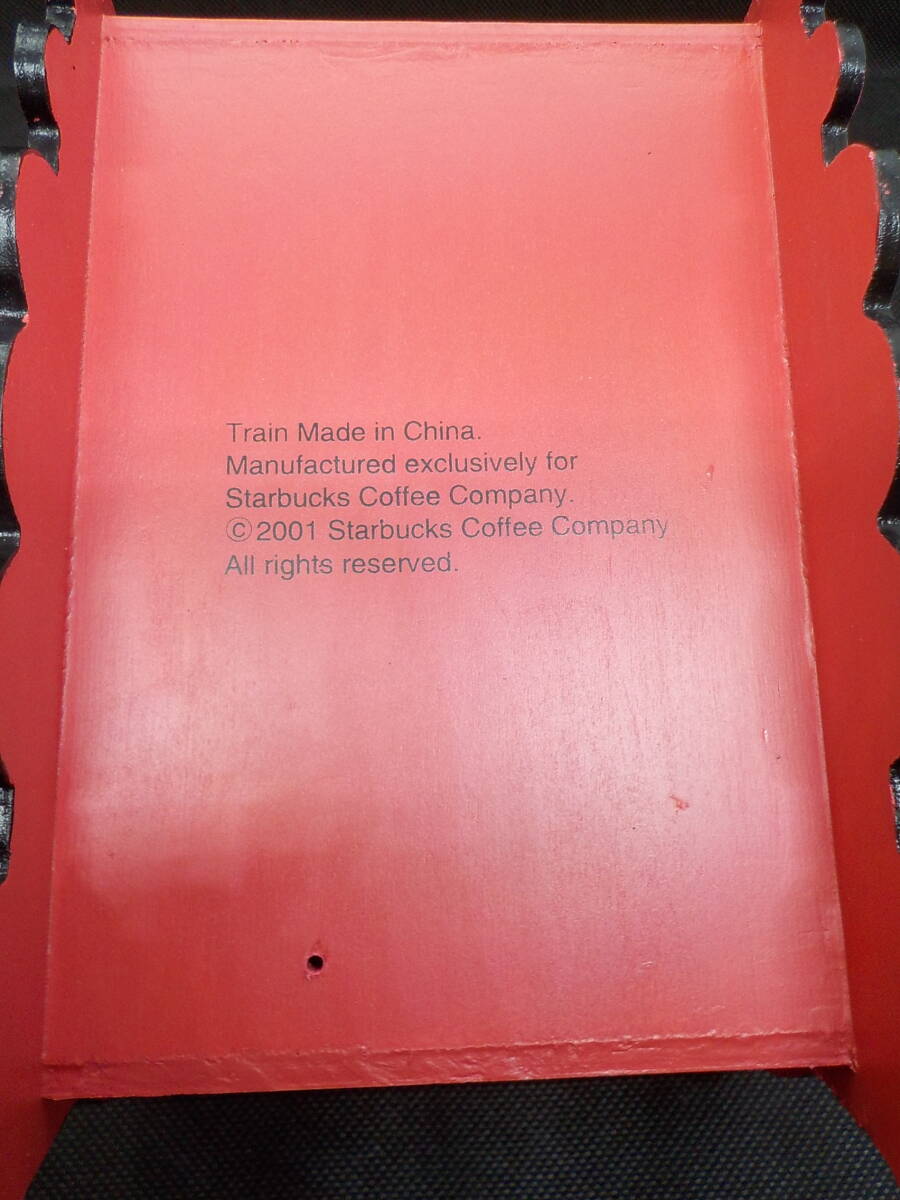 Train Made in China.
Manufactured exclusively for
Starbucks Coffee Company.
©2001 Starbucks Coffee Company
All rights reserved.